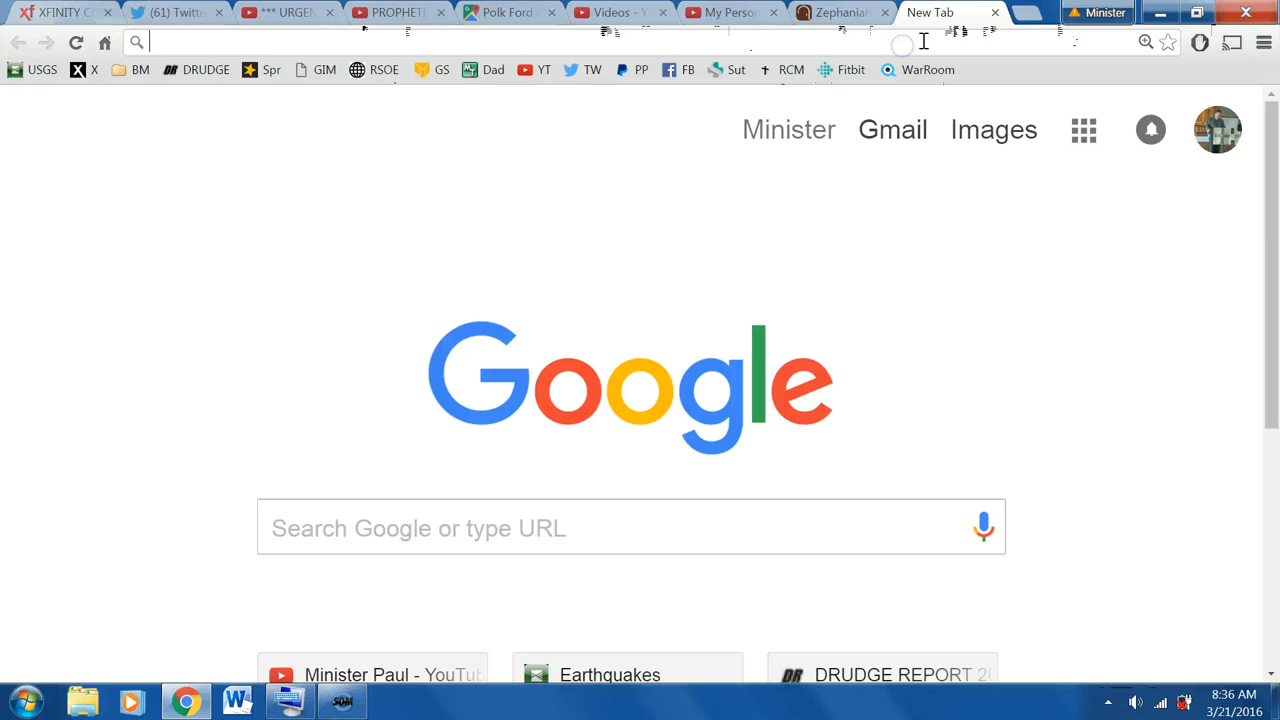 XFINITY C
(61) Twitte
*** URGEN
PROPHETI
Polk Ford
Videos - Y
My Person
Zephaniah
New Tab
Minister
USGS X BM DRUDGE Spr GIM RSOE GS Dad YT TW PP FB Sut RCM Fitbit WarRoom
Minister Gmail Images
Google
Search Google or type URL
Minister Paul - YouTu
Earthquakes
DRUDGE REPORT 20
8:36 AM
3/21/2016